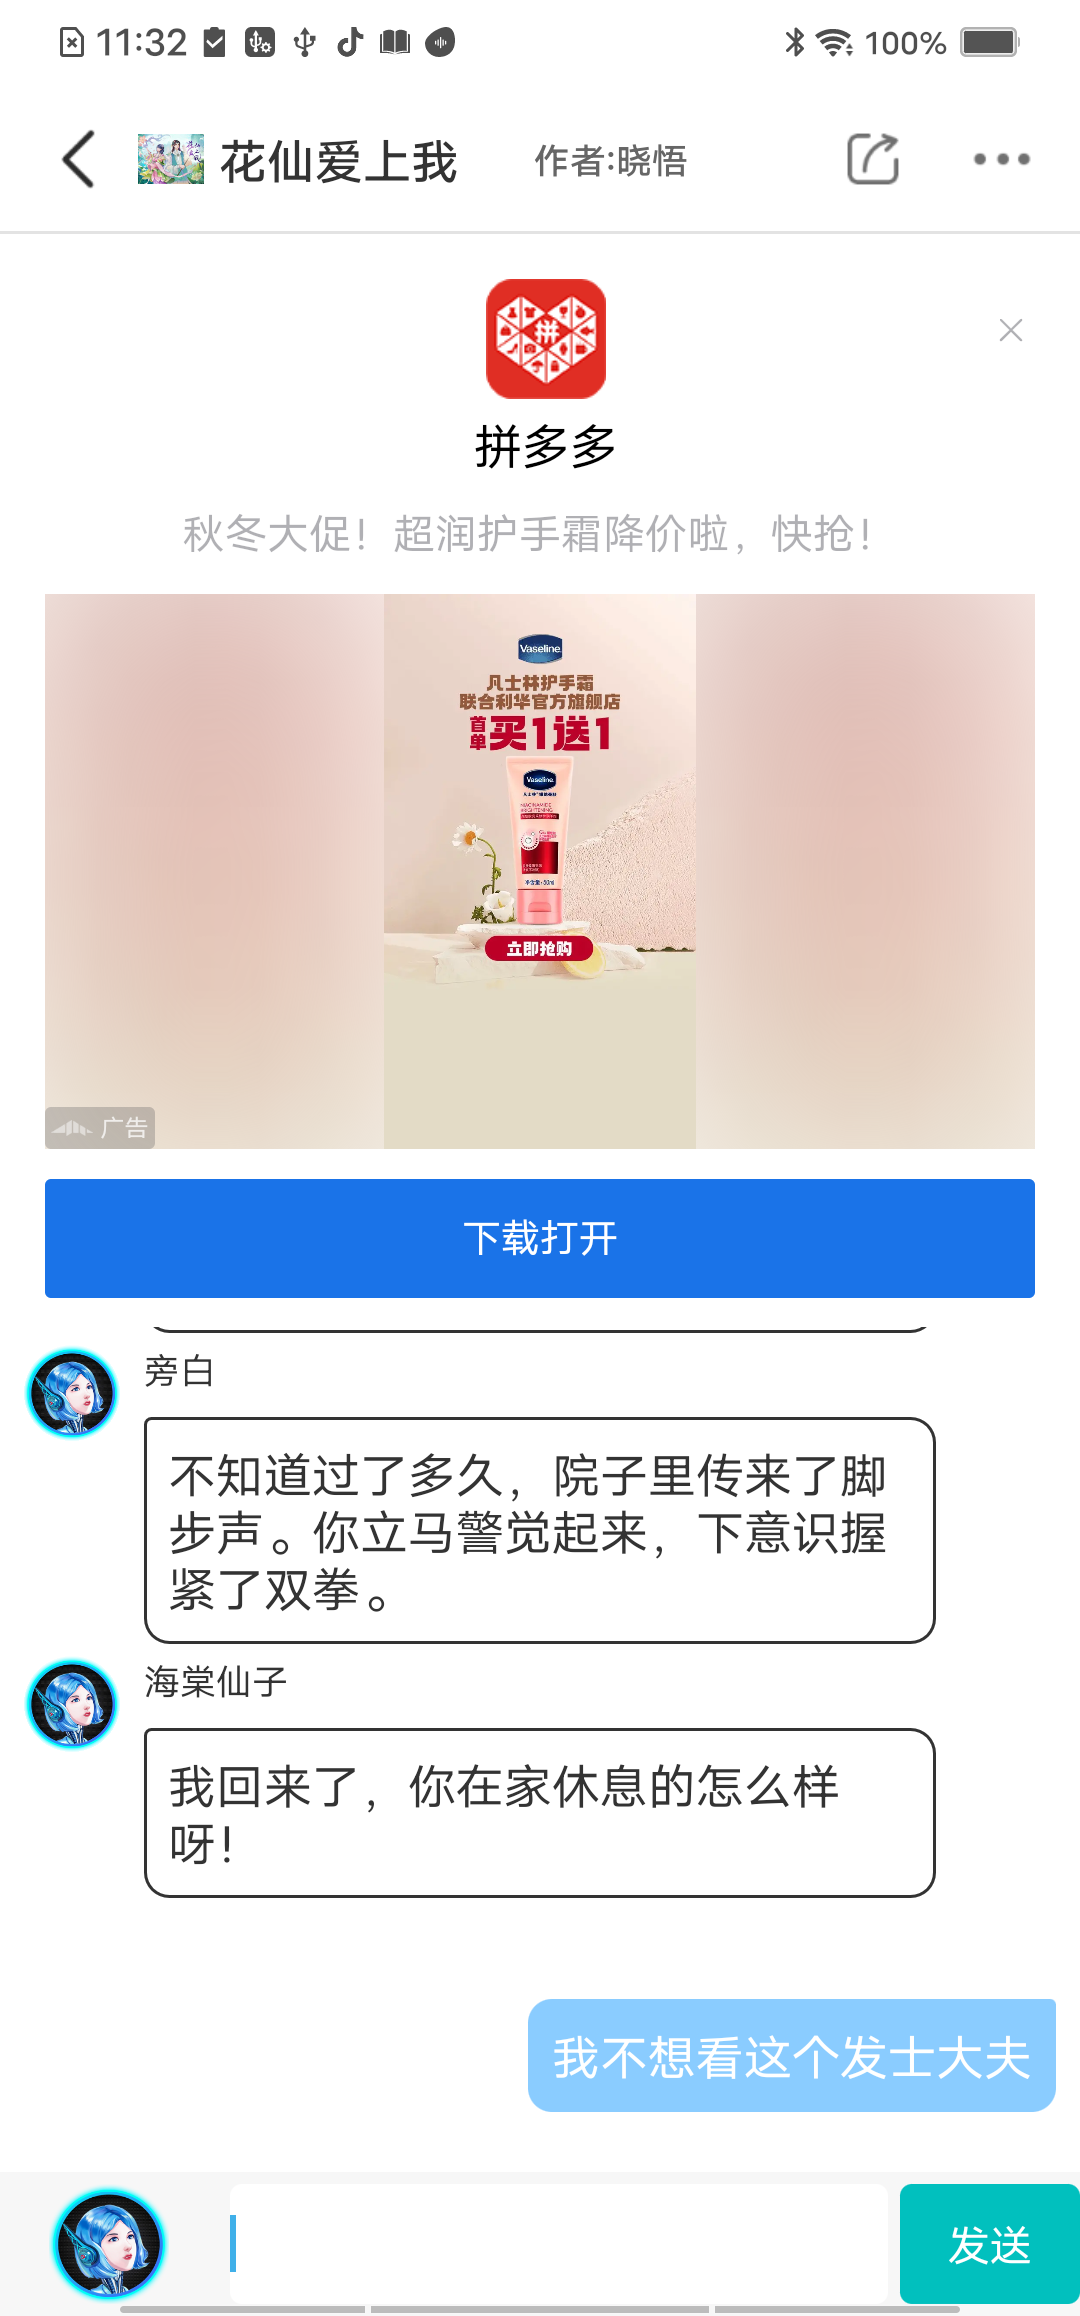 11:32
100%
花仙爱上我
作者:晓悟
拼多多
秋冬大促！超润护手霜降价啦，快抢！
Vaseline
凡士林护手霜
联合利华官方旗舰店
首单买1送1
Vaseline
NIACINAMIDE
BRIGHTENING
净含量:50ml
立即抢购
广告
下载打开
旁白
不知道过了多久，院子里传来了脚
步声。你立马警觉起来，下意识握
紧了双拳。
海棠仙子
我回来了，你在家休息的怎么样
呀！
我不想看这个发士大夫
发送